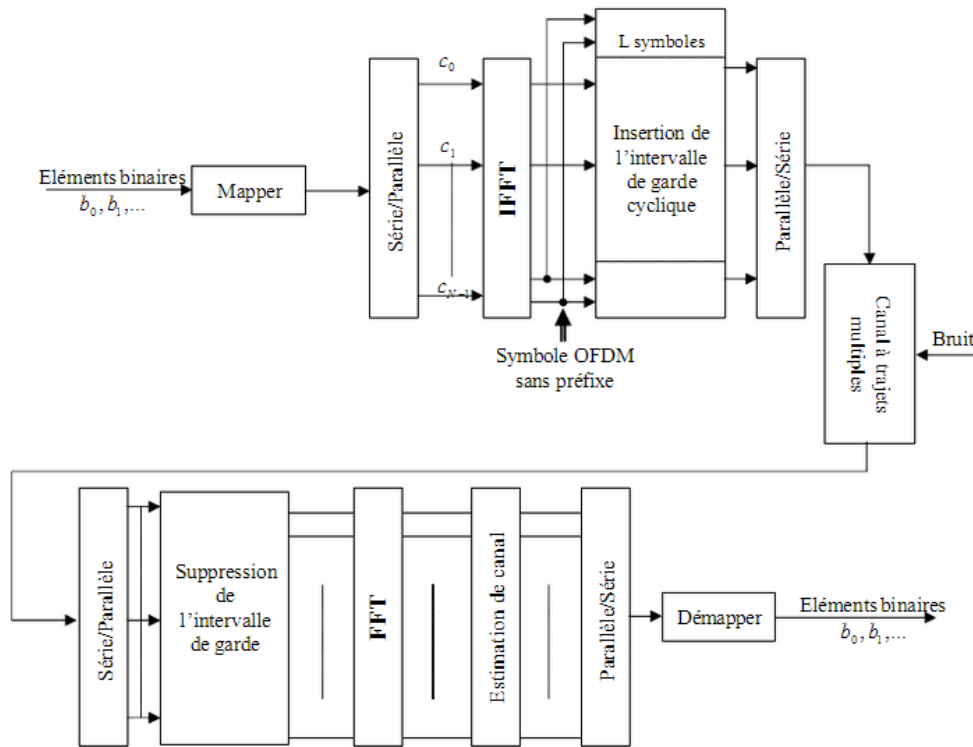 L symboles
c₀
c₁
c_{N-1}
Eléments binaires
b₀, b₁,...
Mapper
Série/Parallèle
IFFT
Insertion de
l'intervalle
de garde
cyclique
Parallèle/Série
Symbole OFDM
sans préfixe
Canal à trajets
multiples
Bruit
Série/Parallèle
Suppression
de
l'intervalle
de garde
FFT
Estimation de canal
Parallèle/Série
Démapper
Eléments binaires
b₀, b₁,...